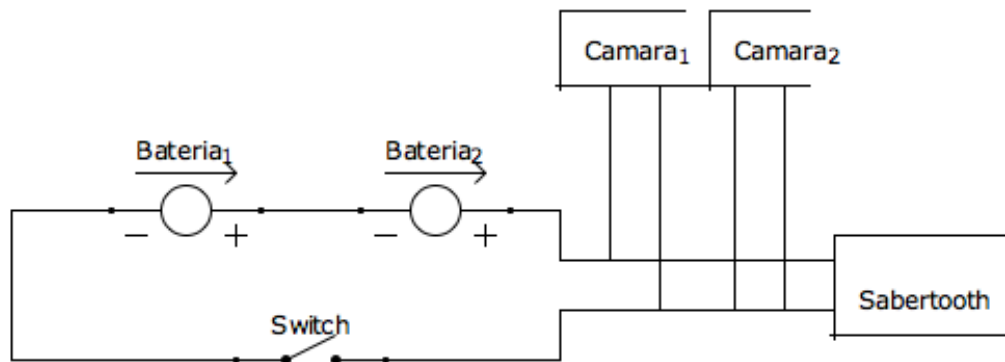 Camara₁ Camara₂
Bateria₁ Bateria₂
− + − +
Sabertooth
Switch